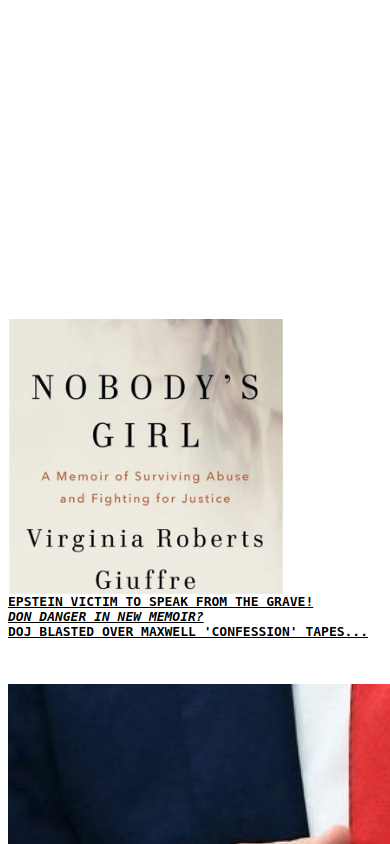 NOBODY'S
GIRL
A Memoir of Surviving Abuse
and Fighting for Justice
Virginia Roberts
Giuffre
EPSTEIN VICTIM TO SPEAK FROM THE GRAVE!
DON DANGER IN NEW MEMOIR?
DOJ BLASTED OVER MAXWELL 'CONFESSION' TAPES...